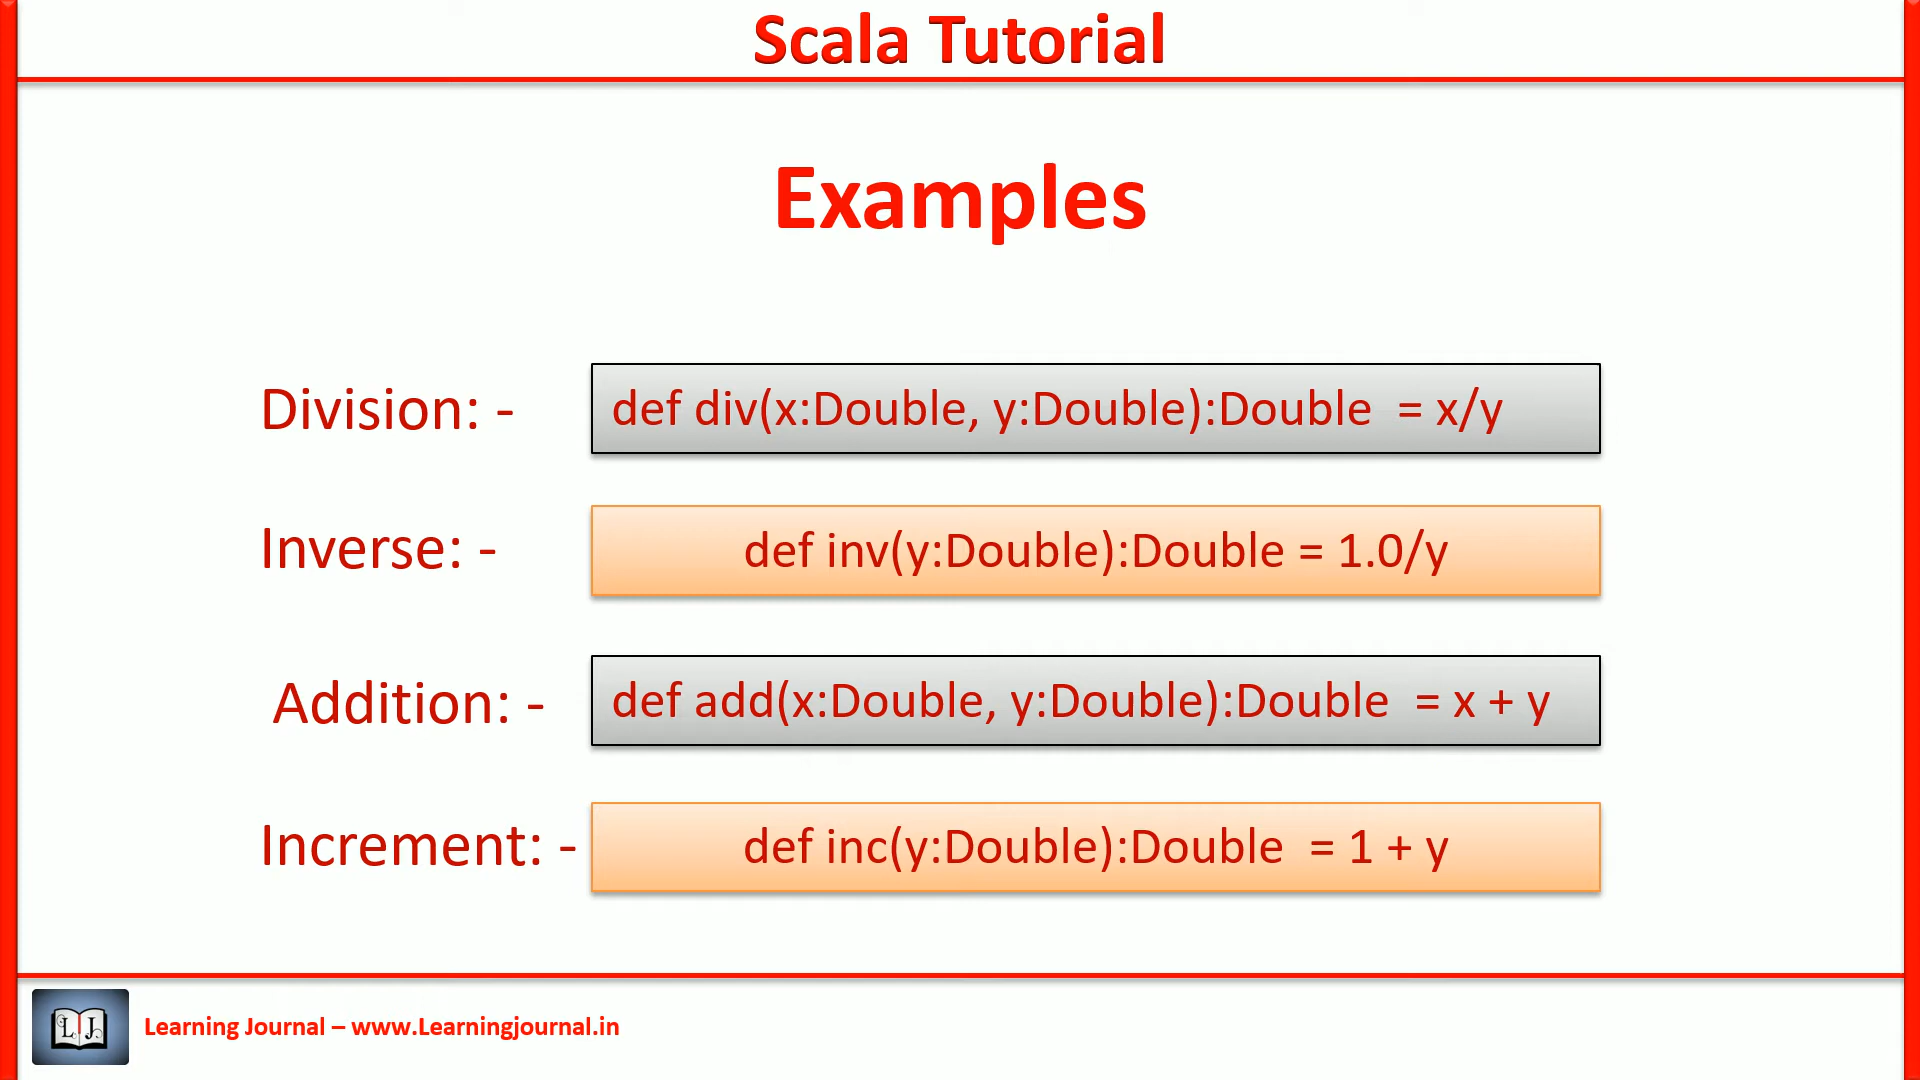 Scala Tutorial
Examples
Division: - def div(x:Double, y:Double):Double  = x/y
Inverse: - def inv(y:Double):Double = 1.0/y
Addition: - def add(x:Double, y:Double):Double  = x + y
Increment: - def inc(y:Double):Double  = 1 + y
L J
Learning Journal – www.Learningjournal.in